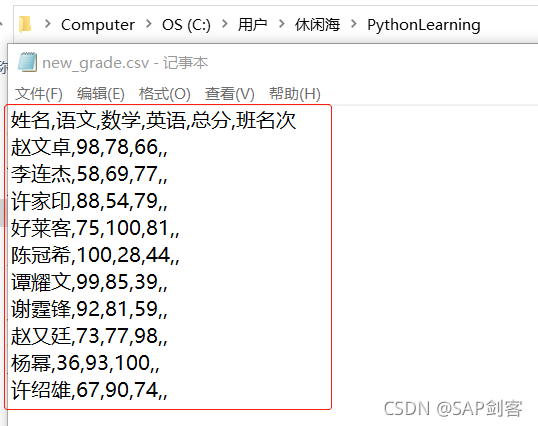 Computer > OS (C:) > 用户 > 休闲海 > PythonLearning
new_grade.csv - 记事本
文件(F) 编辑(E) 格式(O) 查看(V) 帮助(H)
姓名,语文,数学,英语,总分,班名次
赵文卓,98,78,66,,
李连杰,58,69,77,,
许家印,88,54,79,,
好莱客,75,100,81,,
陈冠希,100,28,44,,
谭耀文,99,85,39,,
谢霆锋,92,81,59,,
赵又廷,73,77,98,,
杨幂,36,93,100,,
许绍雄,67,90,74,,
CSDN @SAP剑客